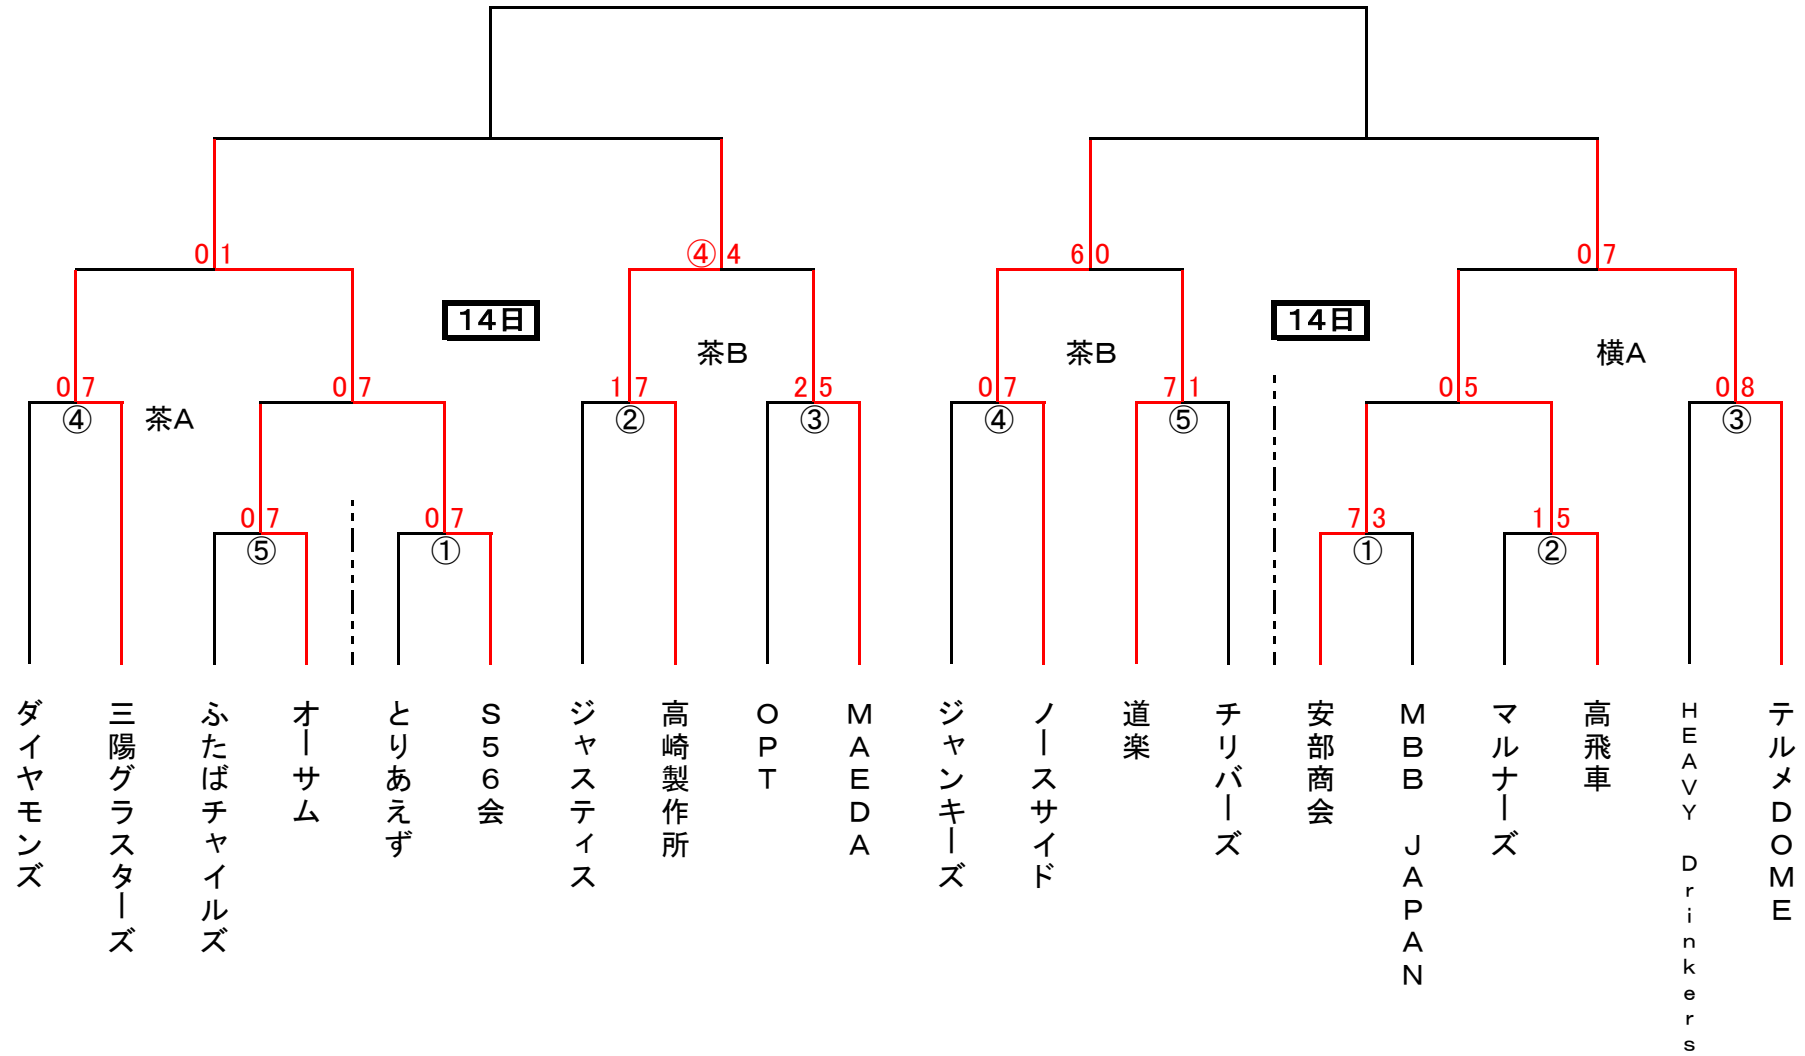 0 1
④ 4
6 0
0 7
14日
14日
茶B
茶B
横A
0 7
0 7
1 7
2 5
0 7
7 1
0 5
0 8
④
茶A
②
③
④
⑤
③
0 7
0 7
7 3
1 5
⑤
①
①
②
ダイヤモンズ
三陽グラスターズ
ふたばチャイルズ
オーサム
とりあえず
S56会
ジャスティス
高崎製作所
OPT
MAEDA
ジャンキーズ
ノースサイド
道楽
チリバーズ
安部商会
MBB JAPAN
マルナーズ
高飛車
HEAVY Drinkers
テルメDOME